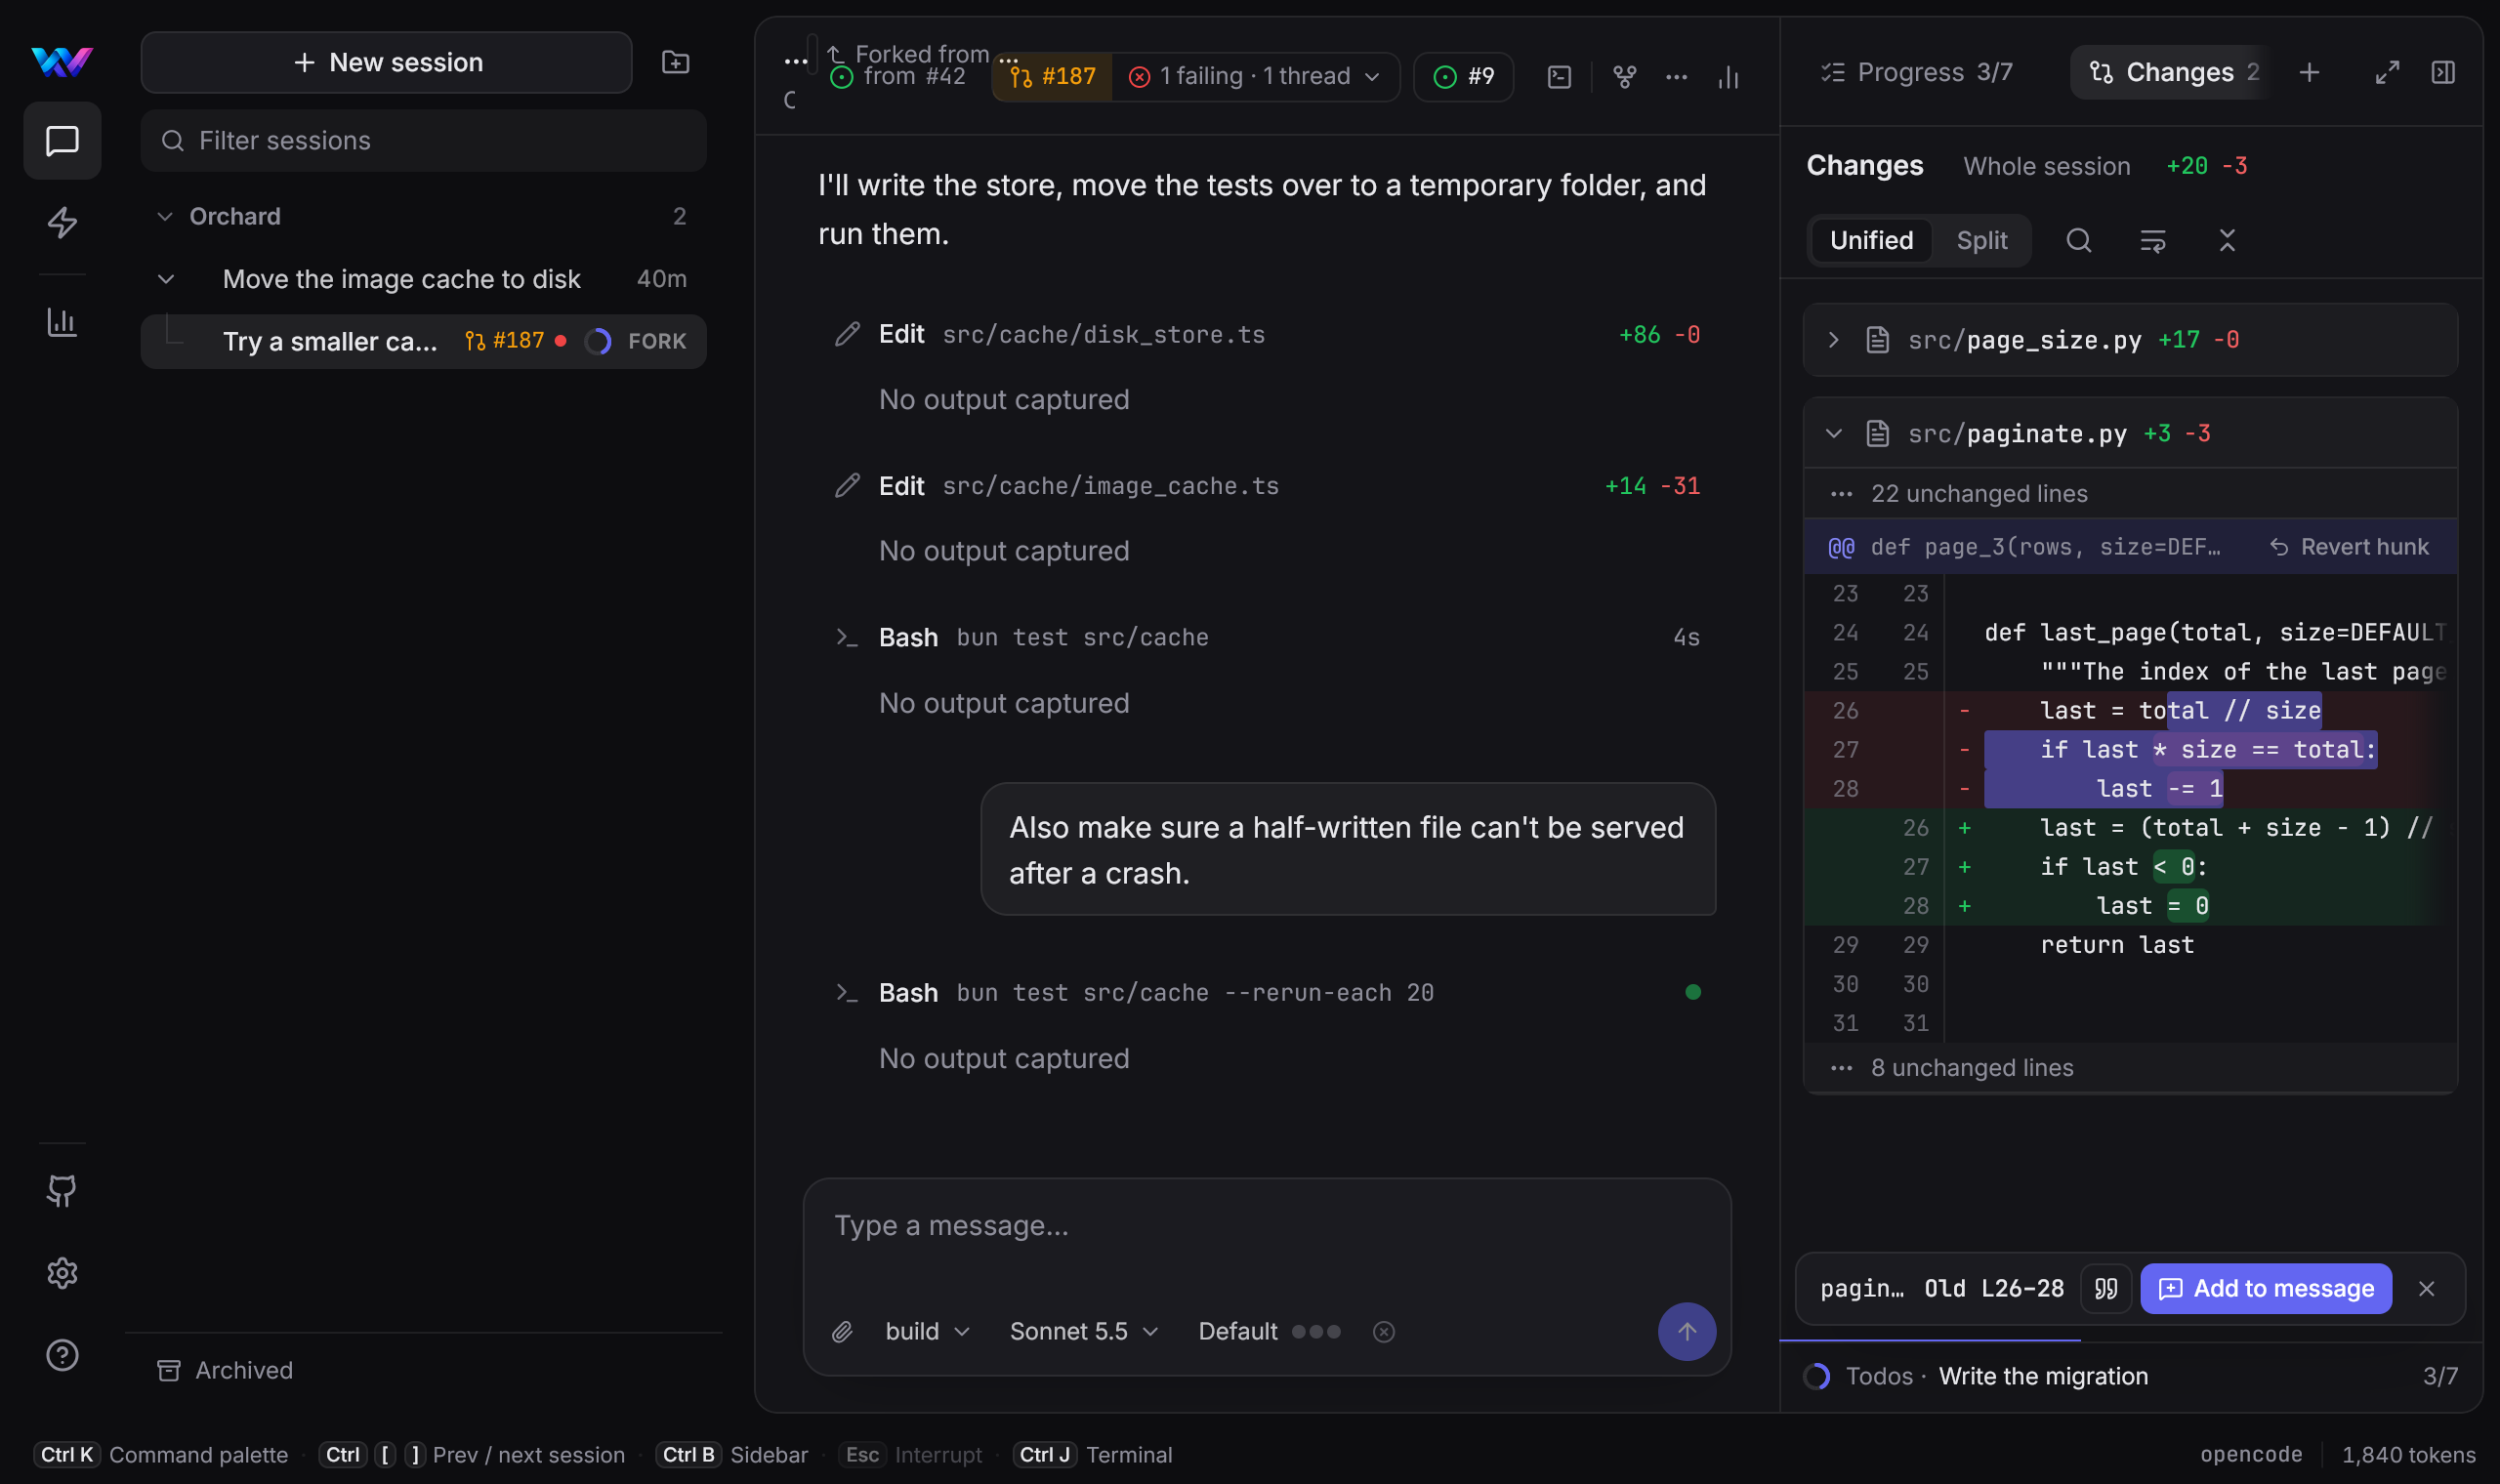 New session
Filter sessions
Orchard 2
Move the image cache to disk 40m
Try a smaller ca... #187 FORK
Archived
... Forked from ...
from #42 #187 1 failing · 1 thread #9
I'll write the store, move the tests over to a temporary folder, and
run them.
Edit src/cache/disk_store.ts +86 -0
No output captured
Edit src/cache/image_cache.ts +14 -31
No output captured
Bash bun test src/cache 4s
No output captured
Also make sure a half-written file can't be served
after a crash.
Bash bun test src/cache --rerun-each 20
No output captured
Type a message...
build Sonnet 5.5 Default
Progress 3/7 Changes 2
Changes Whole session +20 -3
Unified Split
src/page_size.py +17 -0
src/paginate.py +3 -3
... 22 unchanged lines
@@ def page_3(rows, size=DEF… Revert hunk
23 23
24 24 def last_page(total, size=DEFAULT
25 25 """The index of the last page
26 - last = total // size
27 - if last * size == total:
28 - last -= 1
26 + last = (total + size - 1) //
27 + if last < 0:
28 + last = 0
29 29 return last
30 30
31 31
... 8 unchanged lines
pagin… Old L26-28 Add to message
Todos · Write the migration 3/7
Ctrl K Command palette · Ctrl [ ] Prev / next session · Ctrl B Sidebar · Esc Interrupt · Ctrl J Terminal
opencode 1,840 tokens